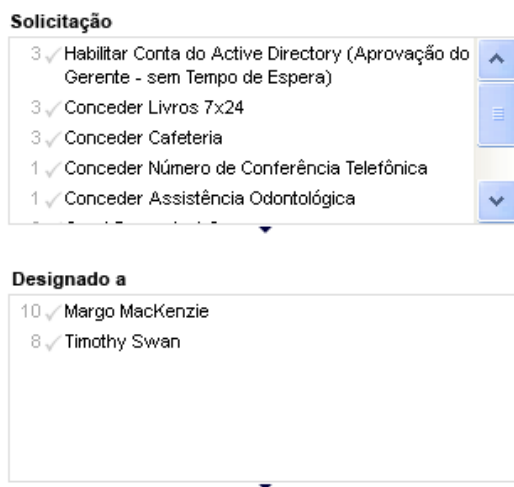 Solicitação
3 Habilitar Conta do Active Directory (Aprovação do
Gerente - sem Tempo de Espera)
3 Conceder Livros 7x24
3 Conceder Cafeteria
1 Conceder Número de Conferência Telefônica
1 Conceder Assistência Odontológica
Designado a
10 Margo MacKenzie
8 Timothy Swan